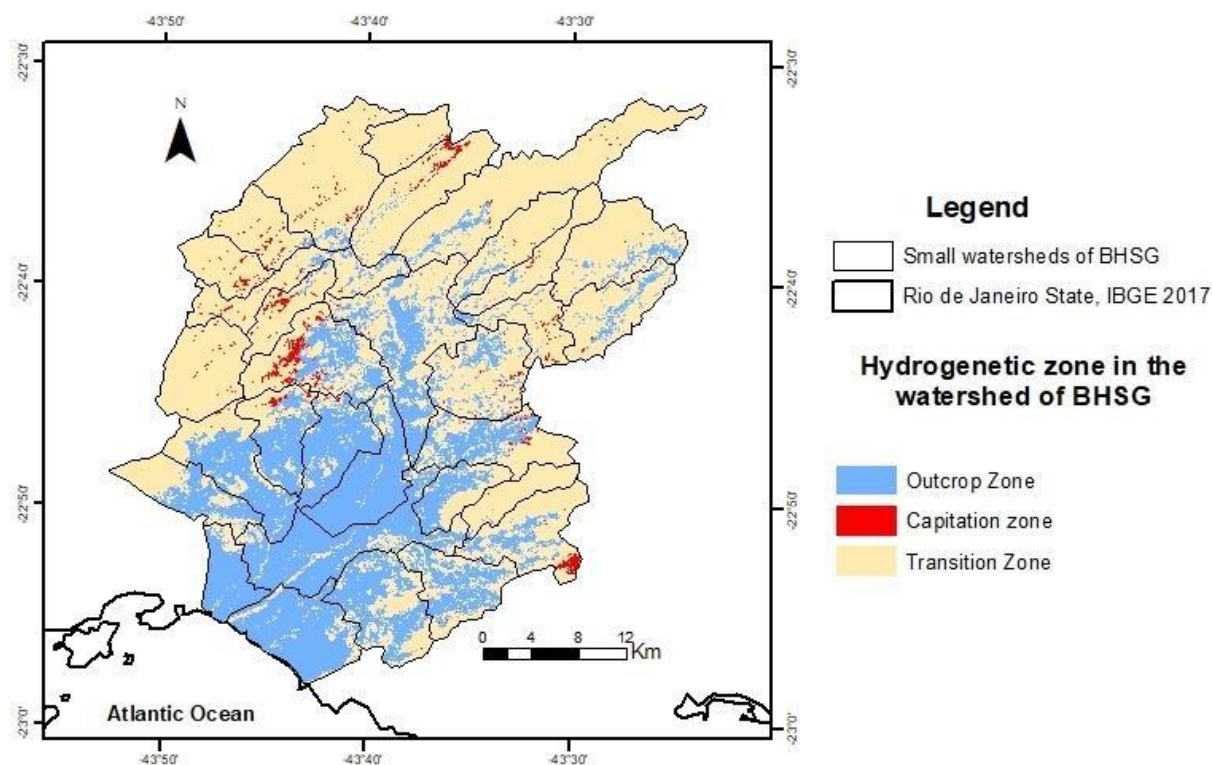 -43°50'
-43°40'
-43°30'
-22°30'
-22°30'
N
Legend
Small watersheds of BHSG
Rio de Janeiro State, IBGE 2017
-22°40'
-22°40'
Hydrogenetic zone in the
watershed of BHSG
Outcrop Zone
Capitation zone
Transition Zone
-22°50'
-22°50'
0 4 8 12
Km
Atlantic Ocean
-23°0'
-23°0'
-43°50'
-43°40'
-43°30'